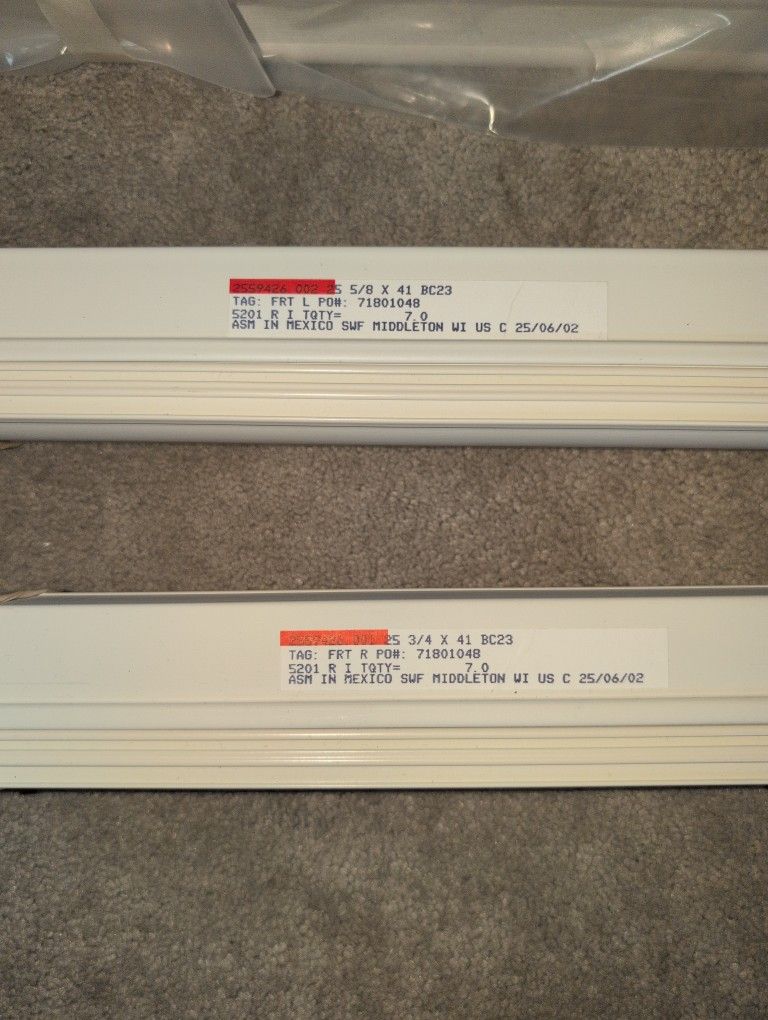 2559426 002 25 5/8 X 41 BC23
TAG: FRT L PO#: 71801048
5201 R I TQTY= 7.0
ASM IN MEXICO SWF MIDDLETON WI US C 25/06/02
25 3/4 X 41 BC23
TAG: FRT R PO#: 71801048
5201 R I TQTY= 7.0
ASM IN MEXICO SWF MIDDLETON WI US C 25/06/02